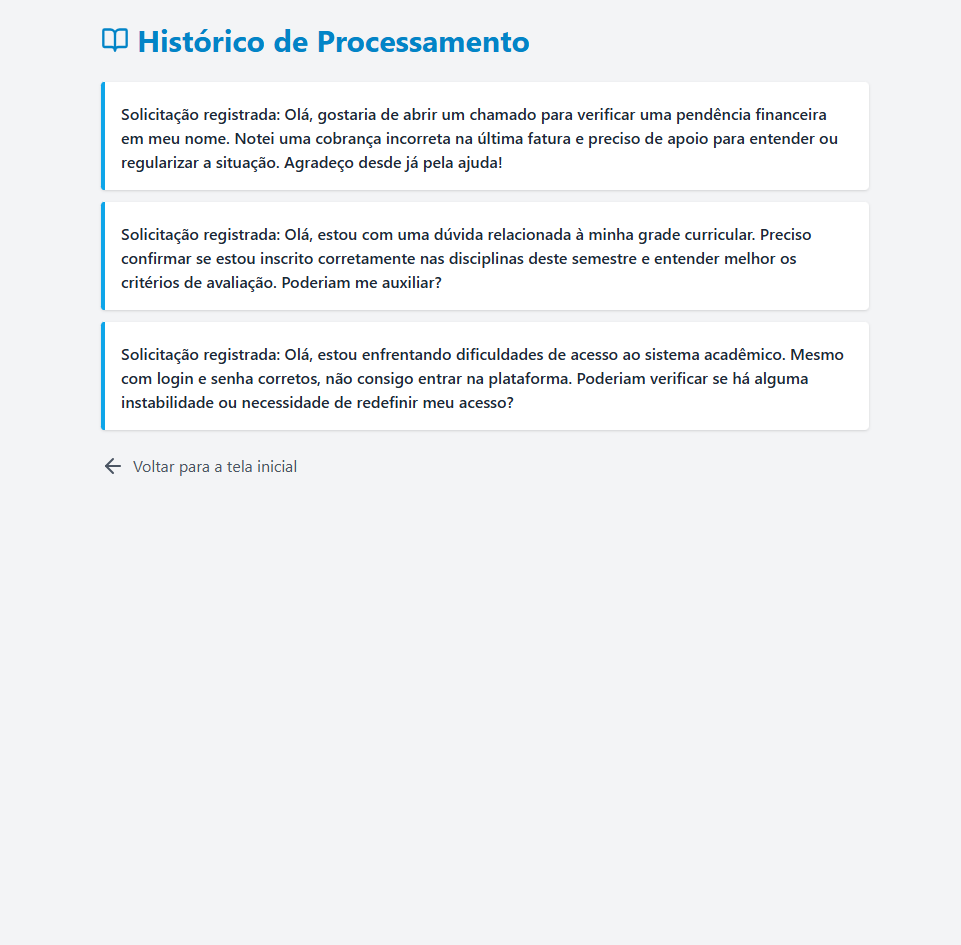 Histórico de Processamento
Solicitação registrada: Olá, gostaria de abrir um chamado para verificar uma pendência financeira
em meu nome. Notei uma cobrança incorreta na última fatura e preciso de apoio para entender ou
regularizar a situação. Agradeço desde já pela ajuda!
Solicitação registrada: Olá, estou com uma dúvida relacionada à minha grade curricular. Preciso
confirmar se estou inscrito corretamente nas disciplinas deste semestre e entender melhor os
critérios de avaliação. Poderiam me auxiliar?
Solicitação registrada: Olá, estou enfrentando dificuldades de acesso ao sistema acadêmico. Mesmo
com login e senha corretos, não consigo entrar na plataforma. Poderiam verificar se há alguma
instabilidade ou necessidade de redefinir meu acesso?
Voltar para a tela inicial